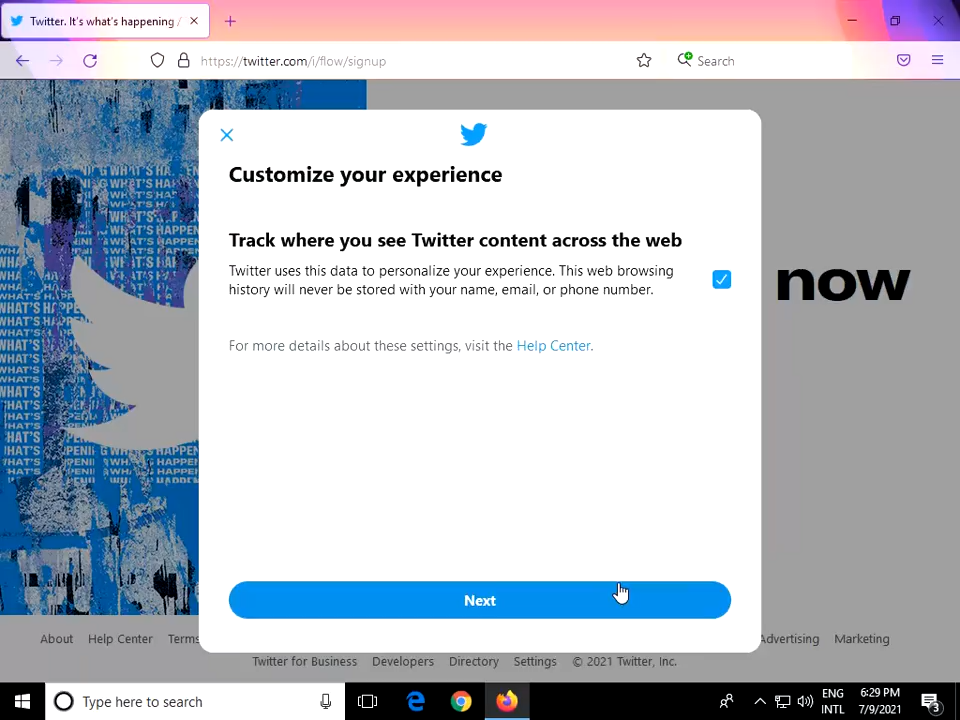 Twitter. It's what's happening /
https://twitter.com/i/flow/signup
Search
Customize your experience
Track where you see Twitter content across the web
Twitter uses this data to personalize your experience. This web browsing
history will never be stored with your name, email, or phone number.
For more details about these settings, visit the Help Center.
now
Next
About Help Center Terms Advertising Marketing
Twitter for Business Developers Directory Settings © 2021 Twitter, Inc.
Type here to search
ENG
INTL
6:29 PM
7/9/2021
3